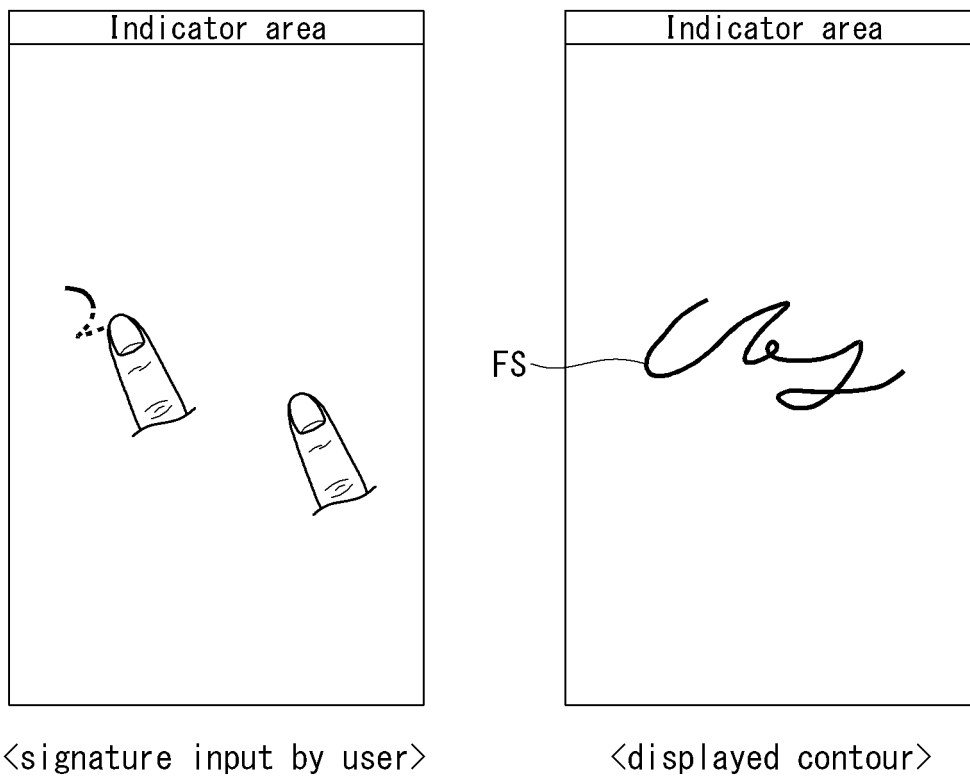 Indicator area
<signature input by user>
Indicator area
FS
<displayed contour>